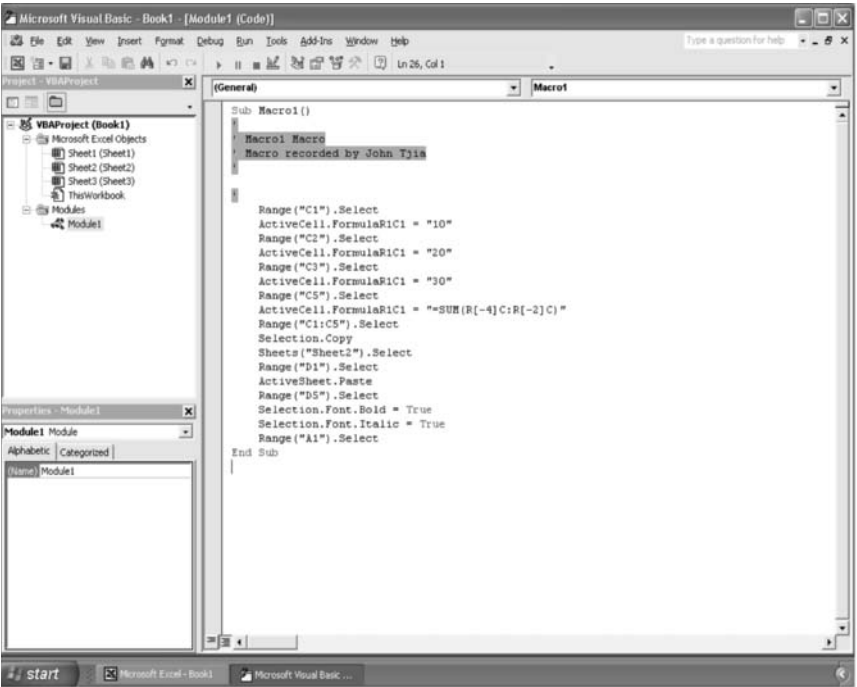 Microsoft Visual Basic - Book1 - [Module1 (Code)]
File Edit View Insert Format Debug Run Tools Add-Ins Window Help
Type a question for help
Ln 26, Col 1
Project - VBAProject
VBAProject (Book1)
Microsoft Excel Objects
Sheet1 (Sheet1)
Sheet2 (Sheet2)
Sheet3 (Sheet3)
ThisWorkbook
Modules
Module1
Properties - Module1
Module1 Module
Alphabetic Categorized
(Name) Module1
(General) Macro1
Sub Macro1()
'
' Macro1 Macro
' Macro recorded by John Tjia
'
'
Range("C1").Select
ActiveCell.FormulaR1C1 = "10"
Range("C2").Select
ActiveCell.FormulaR1C1 = "20"
Range("C3").Select
ActiveCell.FormulaR1C1 = "30"
Range("C5").Select
ActiveCell.FormulaR1C1 = "=SUM(R[-4]C:R[-2]C)"
Range("C1:C5").Select
Selection.Copy
Sheets("Sheet2").Select
Range("D1").Select
ActiveSheet.Paste
Range("D5").Select
Selection.Font.Bold = True
Selection.Font.Italic = True
Range("A1").Select
End Sub
start
Microsoft Excel - Book1
Microsoft Visual Basic ...